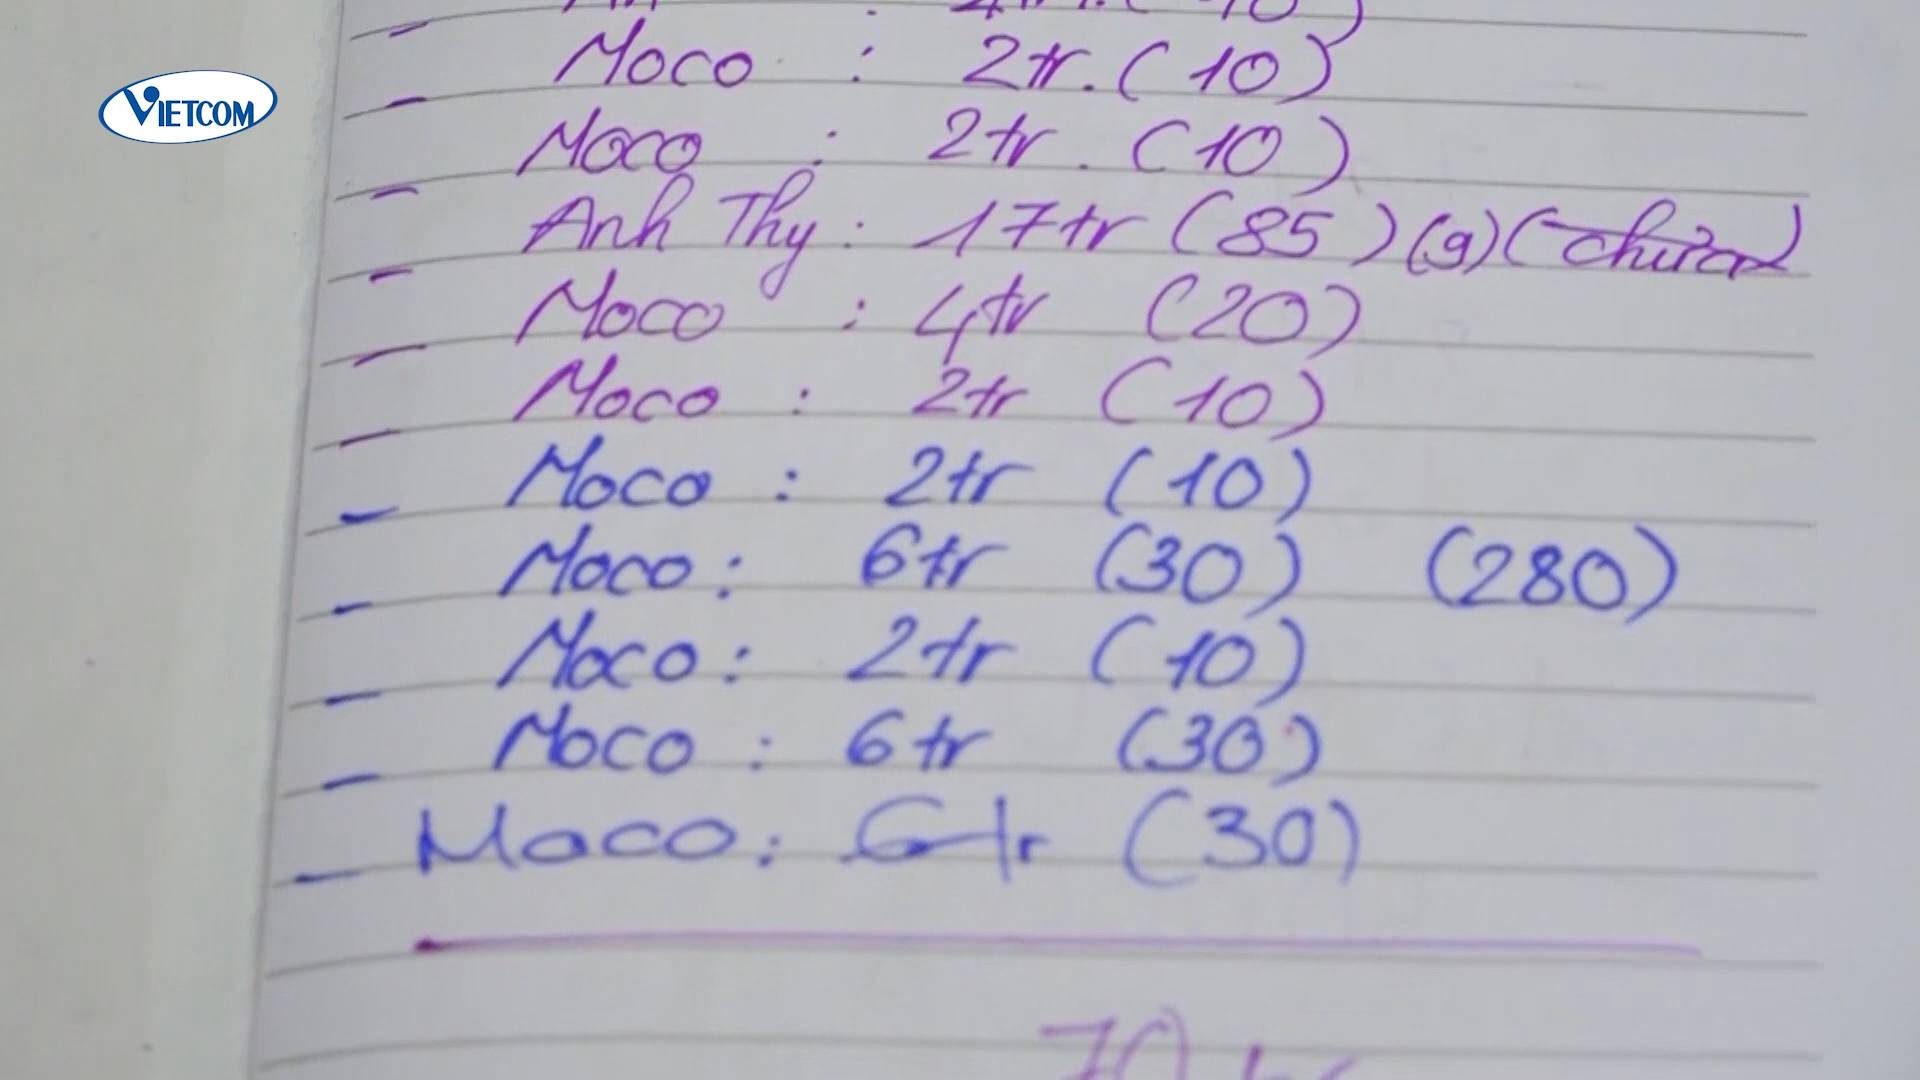 VIETCOM
- Moco : 2tr. (10)
- Moco : 2tr. (10)
- Anh Thy : 17tr (85) (9) (chưa)
- Moco : 4tr (20)
- Moco : 2tr (10)
- Moco : 2tr (10)
- Moco : 6tr (30) (280)
- Moco : 2tr (10)
- Moco : 6tr (30)
- Moco : 6tr (30)